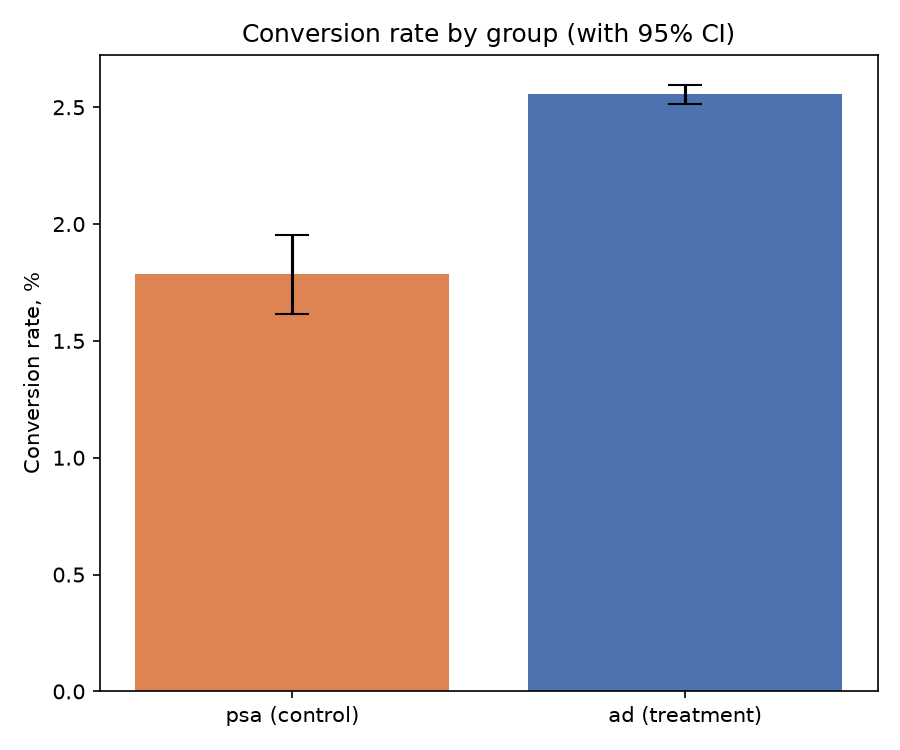 Conversion rate by group (with 95% CI)
Conversion rate, %
2.5
2.0
1.5
1.0
0.5
0.0
psa (control)
ad (treatment)